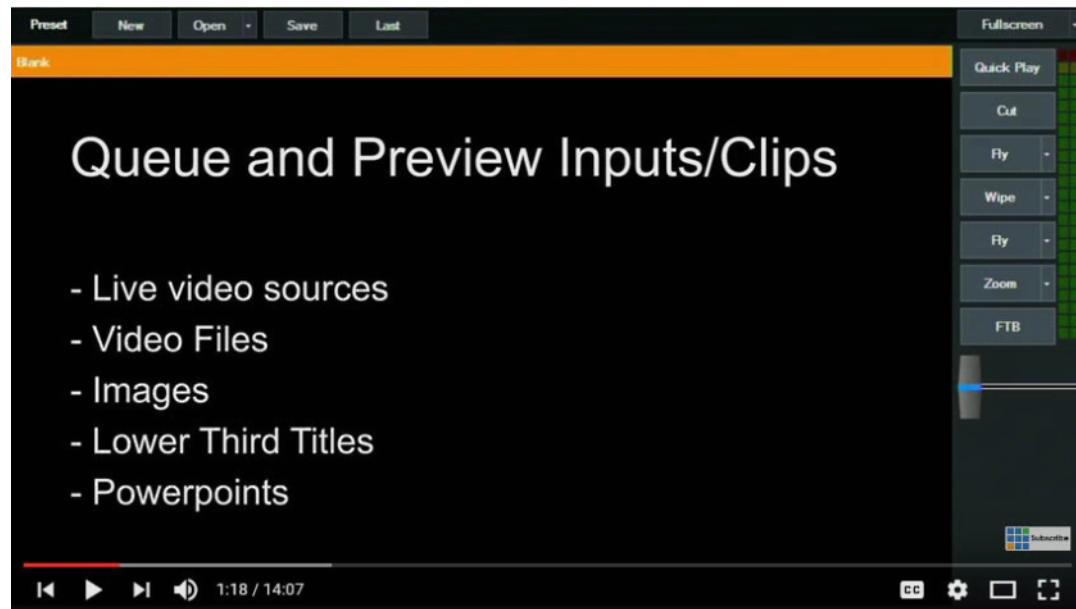 Preset New Open Save Last Fullscreen
Blank
Quick Play
Cut
Queue and Preview Inputs/Clips
Fly
Wipe
Fly
- Live video sources
Zoom
- Video Files
FTB
- Images
- Lower Third Titles
- Powerpoints
Subscribe
1:18 / 14:07 CC